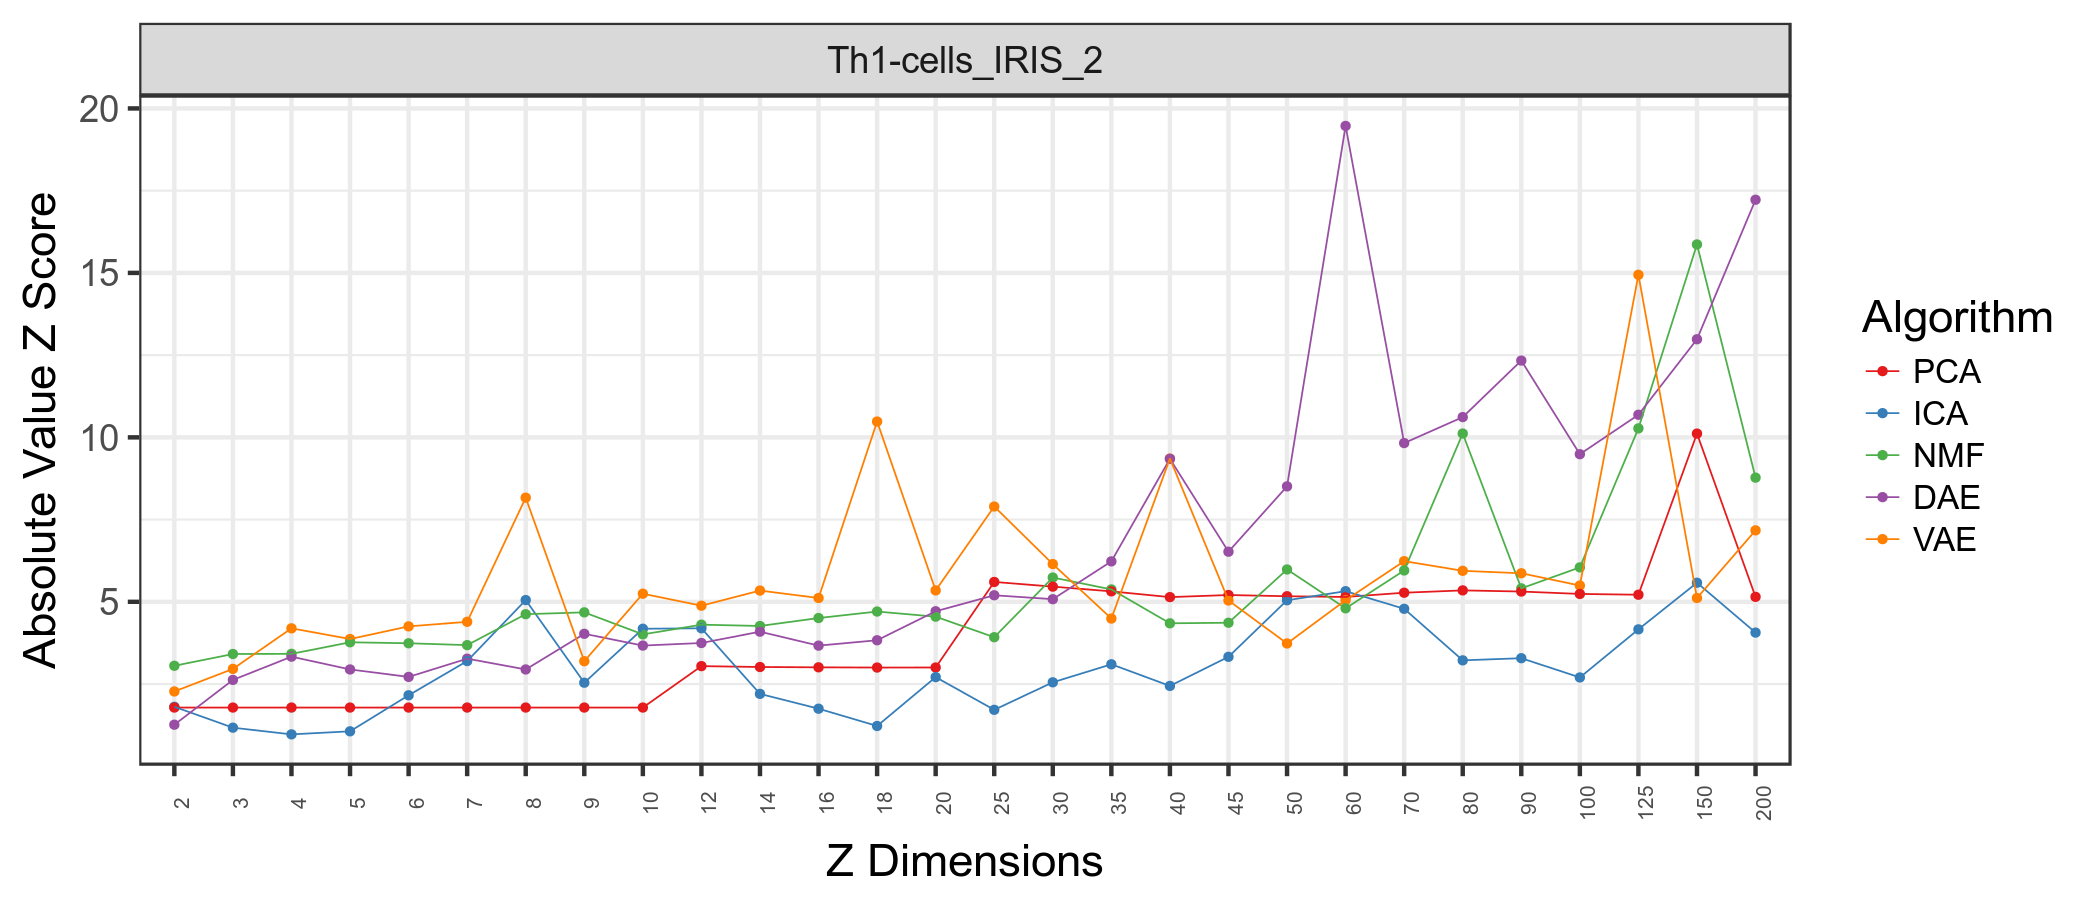 Th1-cells_IRIS_2
Absolute Value Z Score
20
15
10
5
2 3 4 5 6 7 8 9 10 12 14 16 18 20 25 30 35 40 45 50 60 70 80 90 100 125 150 200
Z Dimensions
Algorithm
PCA
ICA
NMF
DAE
VAE